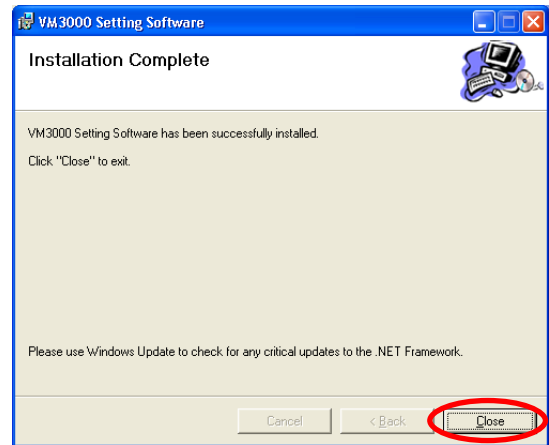 VM3000 Setting Software
Installation Complete
VM3000 Setting Software has been successfully installed.
Click "Close" to exit.
Please use Windows Update to check for any critical updates to the .NET Framework.
Cancel < Back Close